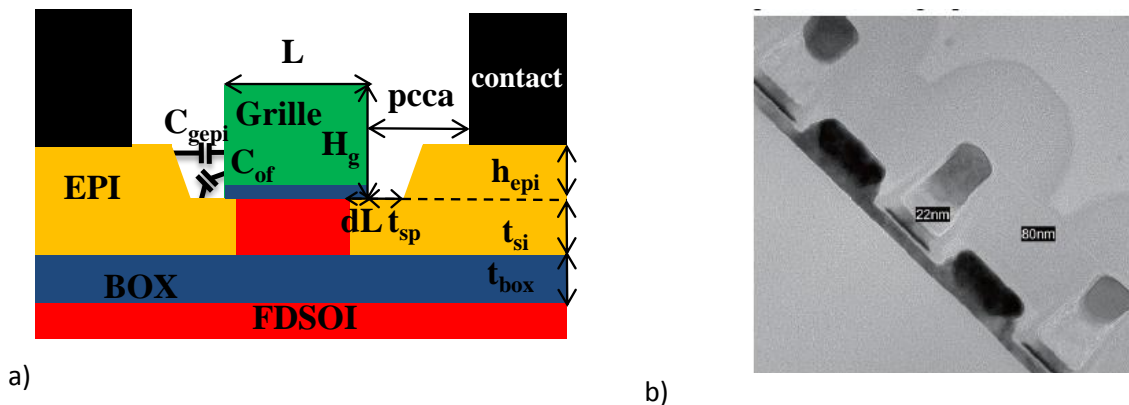 L
contact
pcca
Grille
C_gepi
H_g
C_of
EPI
h_epi
dL
t_sp
t_si
BOX
t_box
FDSOI
a)
22nm
80nm
b)